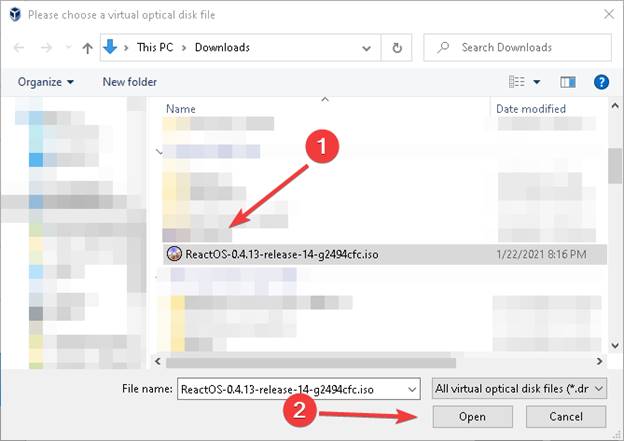 Please choose a virtual optical disk file
This PC > Downloads
Search Downloads
Organize
New folder
?
Name
Date modified
1
ReactOS-0.4.13-release-14-g2494cfc.iso
1/22/2021 8:16 PM
File name:
ReactOS-0.4.13-release-14-g2494cfc.iso
All virtual optical disk files (*.dr
2
Open
Cancel